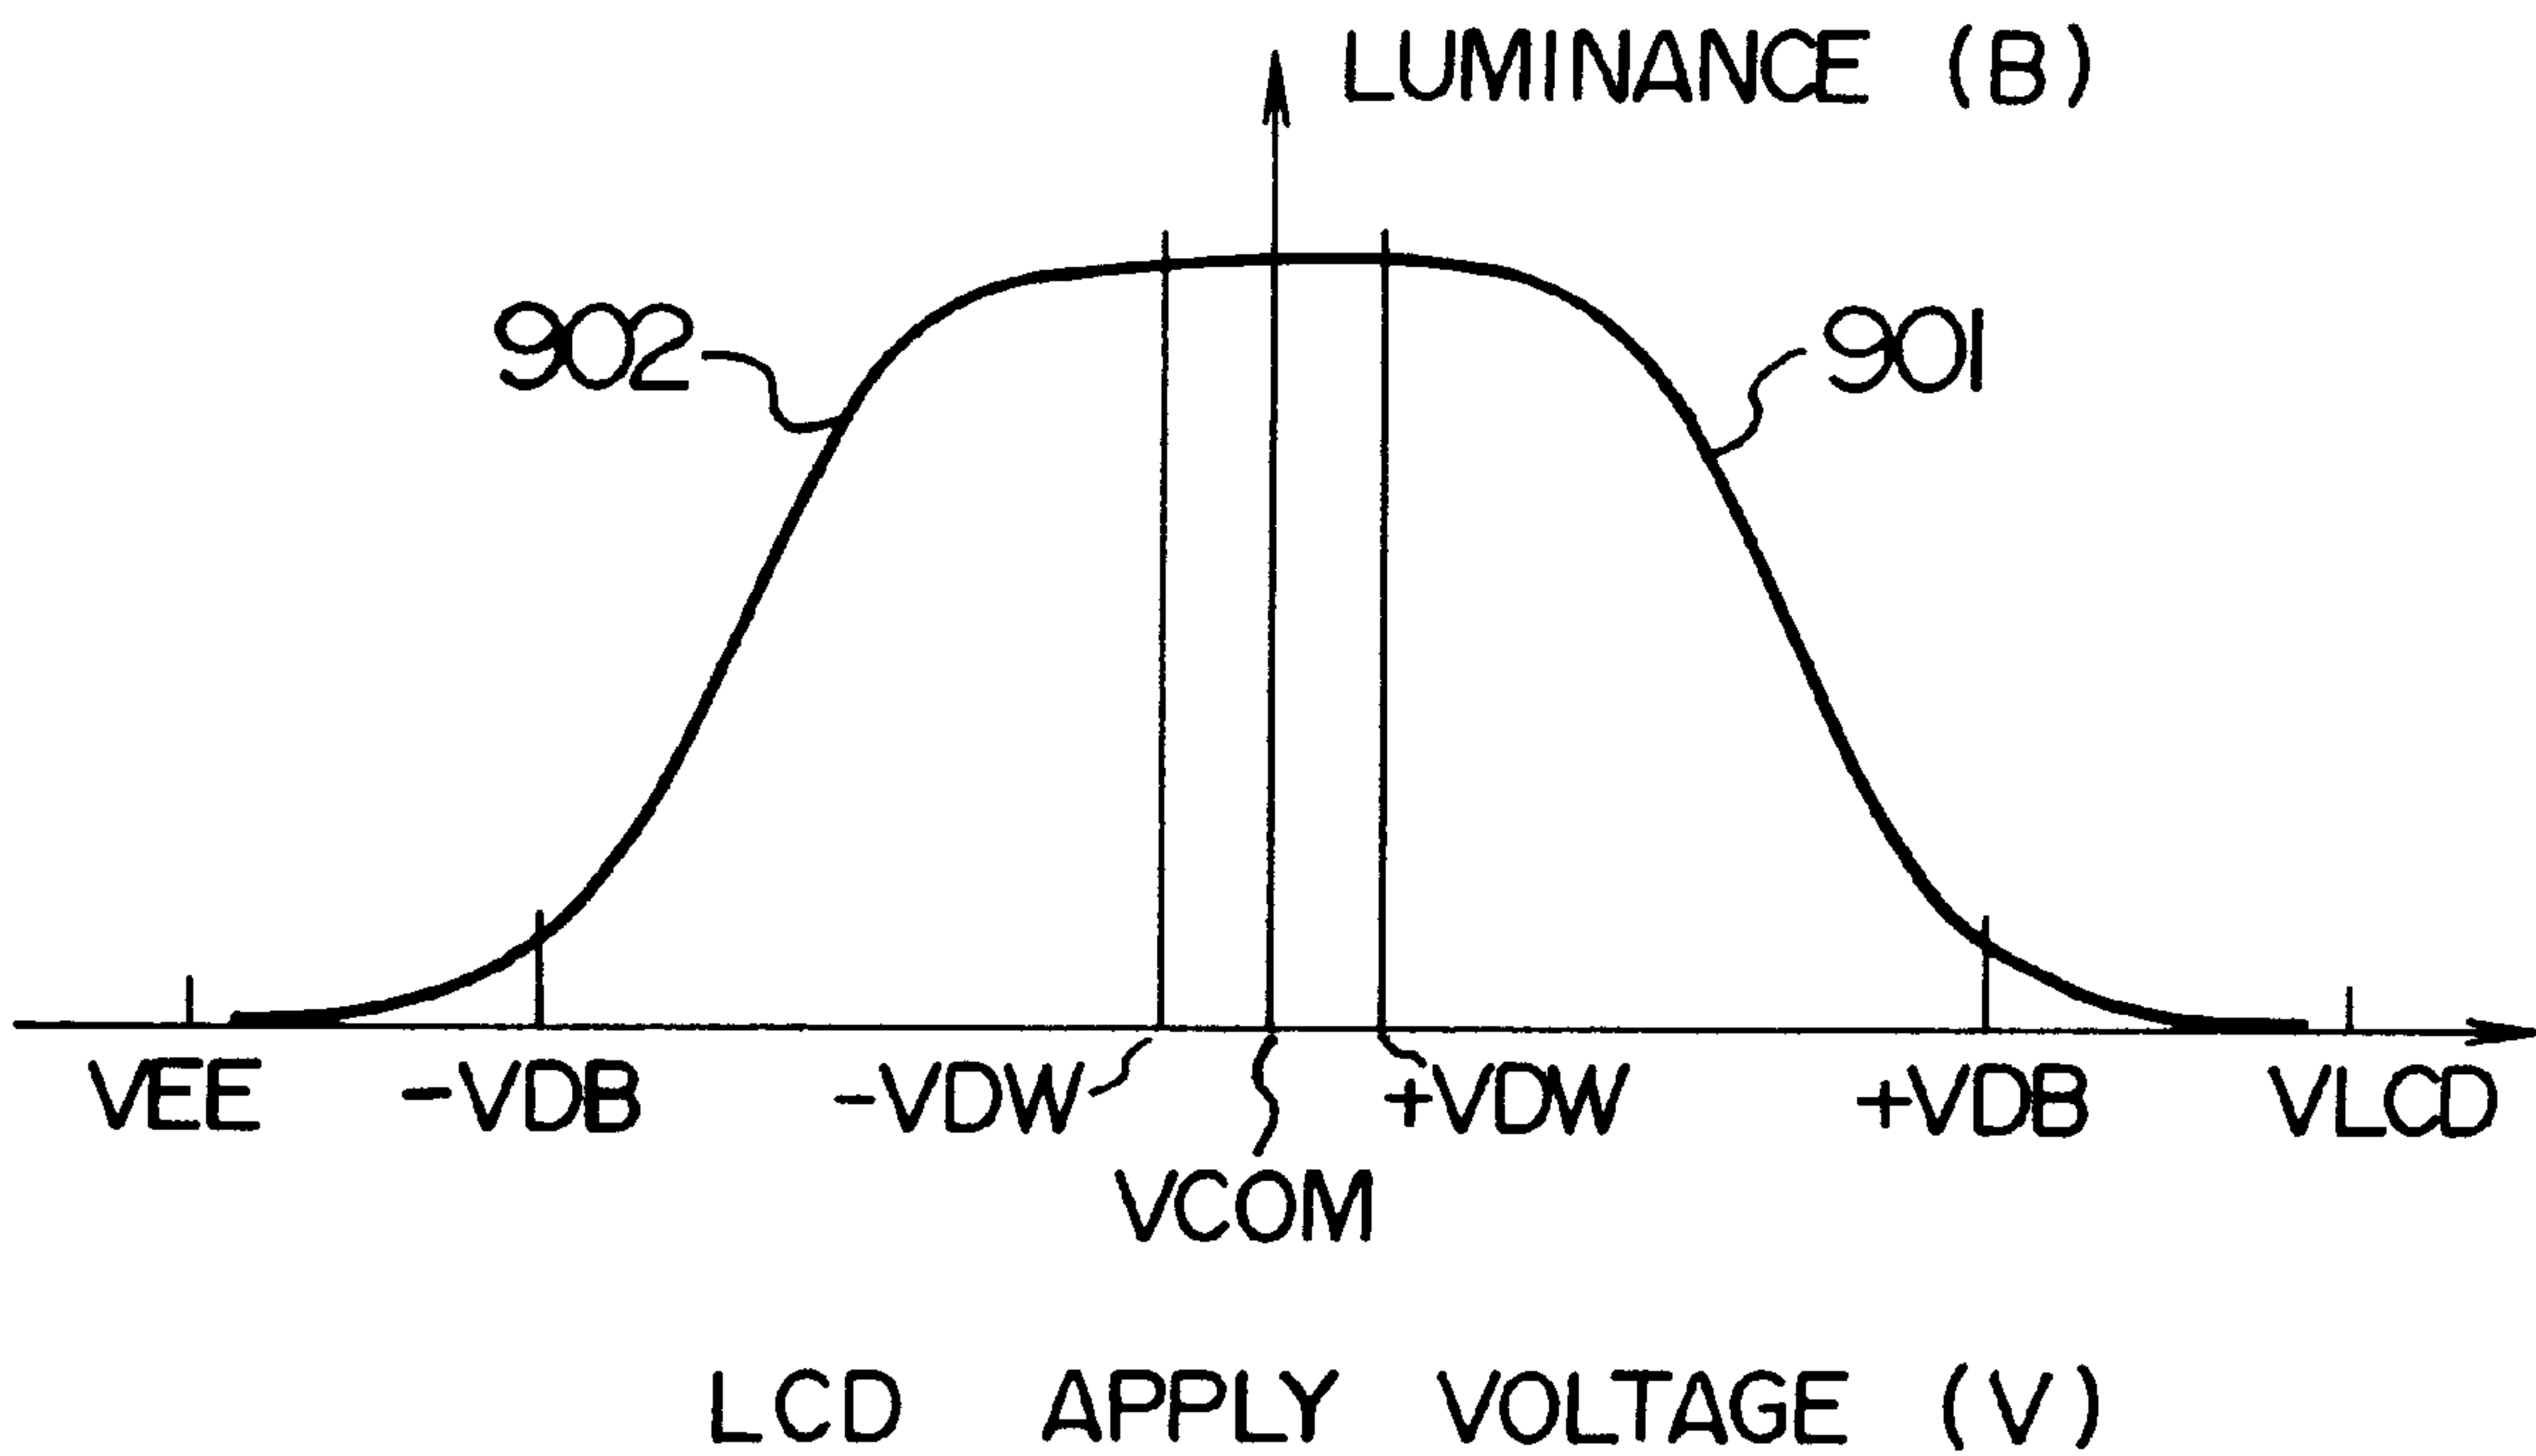 LUMINANCE (B)
902
901
VEE -VDB -VDW +VDW +VDB VLCD
VCOM
LCD APPLY VOLTAGE (V)